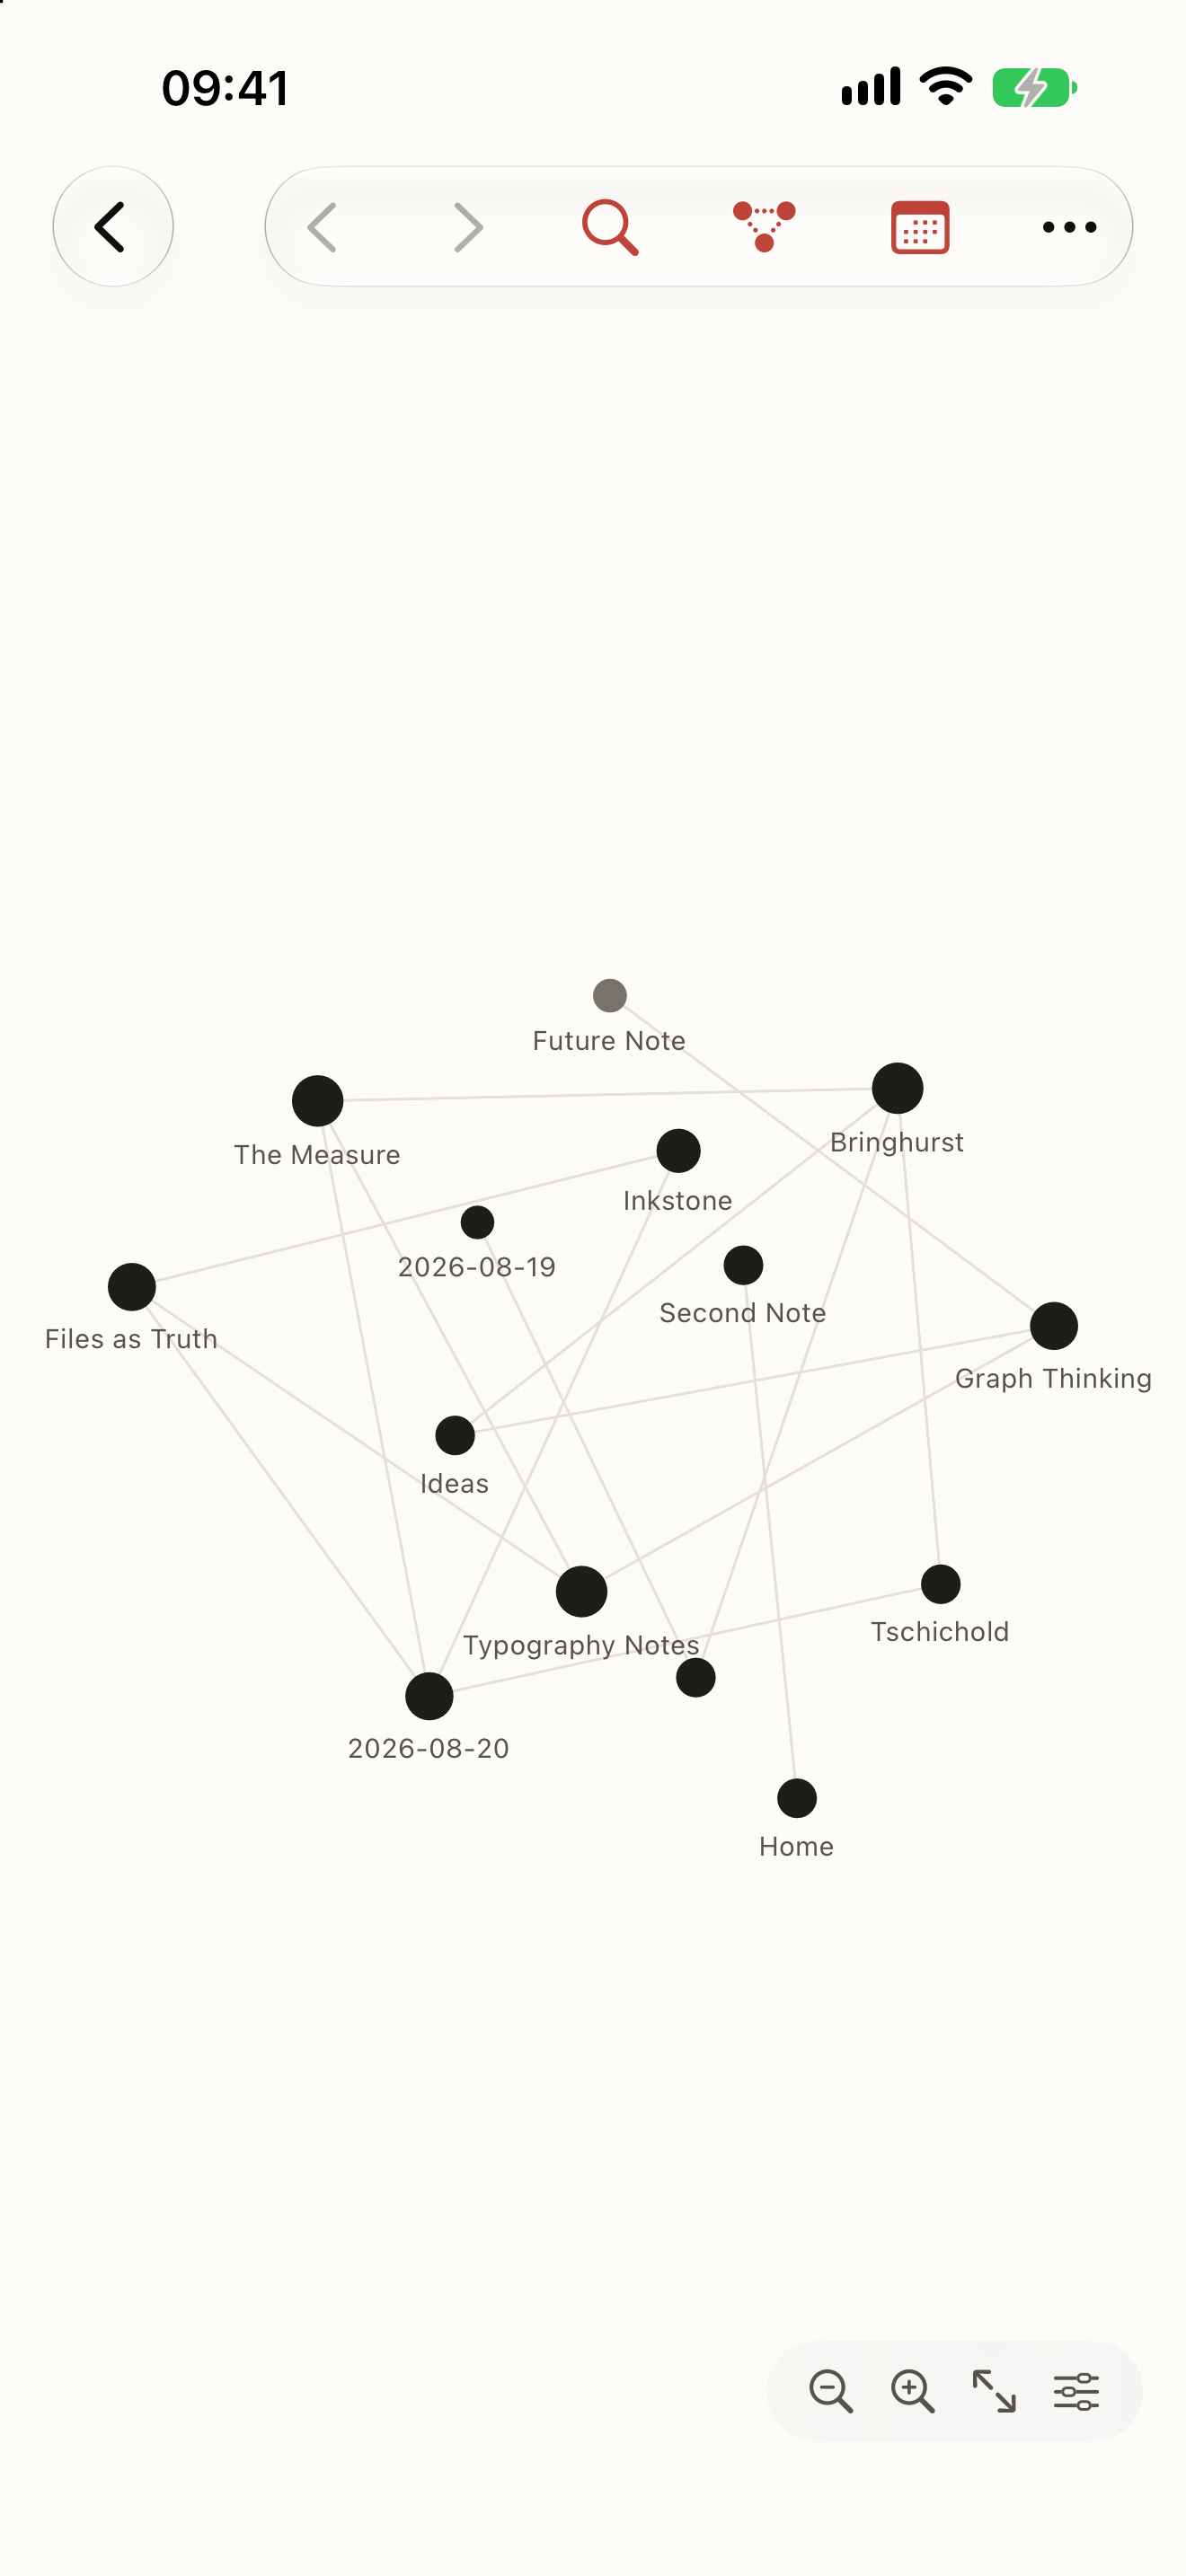 09:41
Future Note
The Measure
Bringhurst
Inkstone
2026-08-19
Second Note
Files as Truth
Graph Thinking
Ideas
Typography Notes
Tschichold
2026-08-20
Home